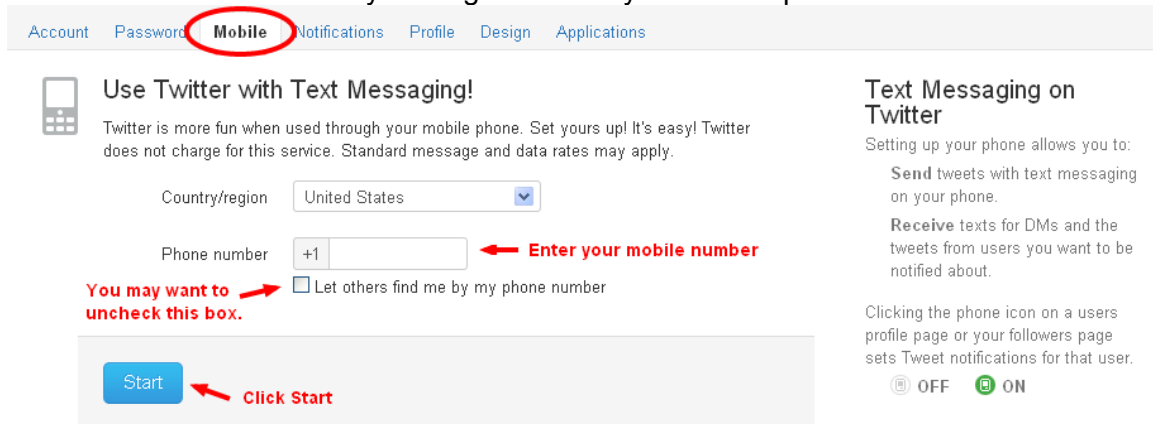 Account Password Mobile Notifications Profile Design Applications
Use Twitter with Text Messaging!
Twitter is more fun when used through your mobile phone. Set yours up! It's easy! Twitter
does not charge for this service. Standard message and data rates may apply.
Country/region United States
Phone number +1 Enter your mobile number
Let others find me by my phone number
You may want to
uncheck this box.
Start
Click Start
Text Messaging on
Twitter
Setting up your phone allows you to:
Send tweets with text messaging
on your phone.
Receive texts for DMs and the
tweets from users you want to be
notified about.
Clicking the phone icon on a users
profile page or your followers page
sets Tweet notifications for that user.
OFF ON